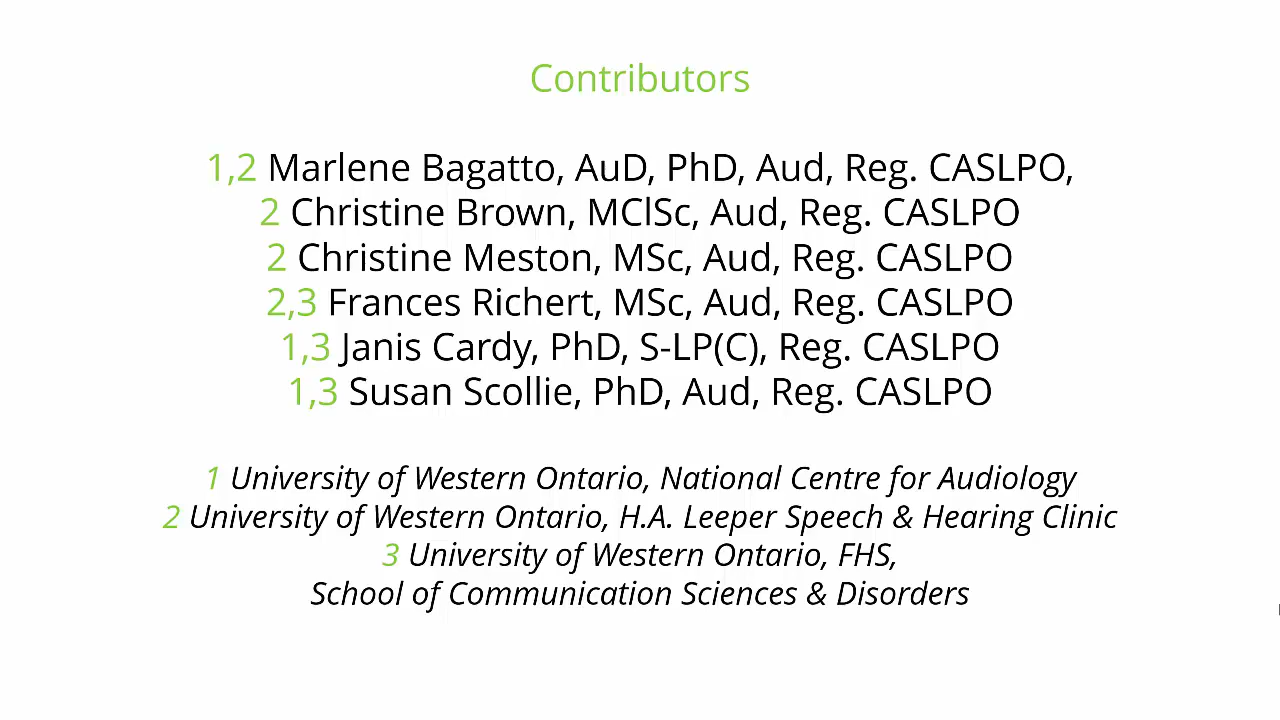 Contributors
1,2 Marlene Bagatto, AuD, PhD, Aud, Reg. CASLPO,
2 Christine Brown, MClSc, Aud, Reg. CASLPO
2 Christine Meston, MSc, Aud, Reg. CASLPO
2,3 Frances Richert, MSc, Aud, Reg. CASLPO
1,3 Janis Cardy, PhD, S-LP(C), Reg. CASLPO
1,3 Susan Scollie, PhD, Aud, Reg. CASLPO
1 University of Western Ontario, National Centre for Audiology
2 University of Western Ontario, H.A. Leeper Speech & Hearing Clinic
3 University of Western Ontario, FHS,
School of Communication Sciences & Disorders